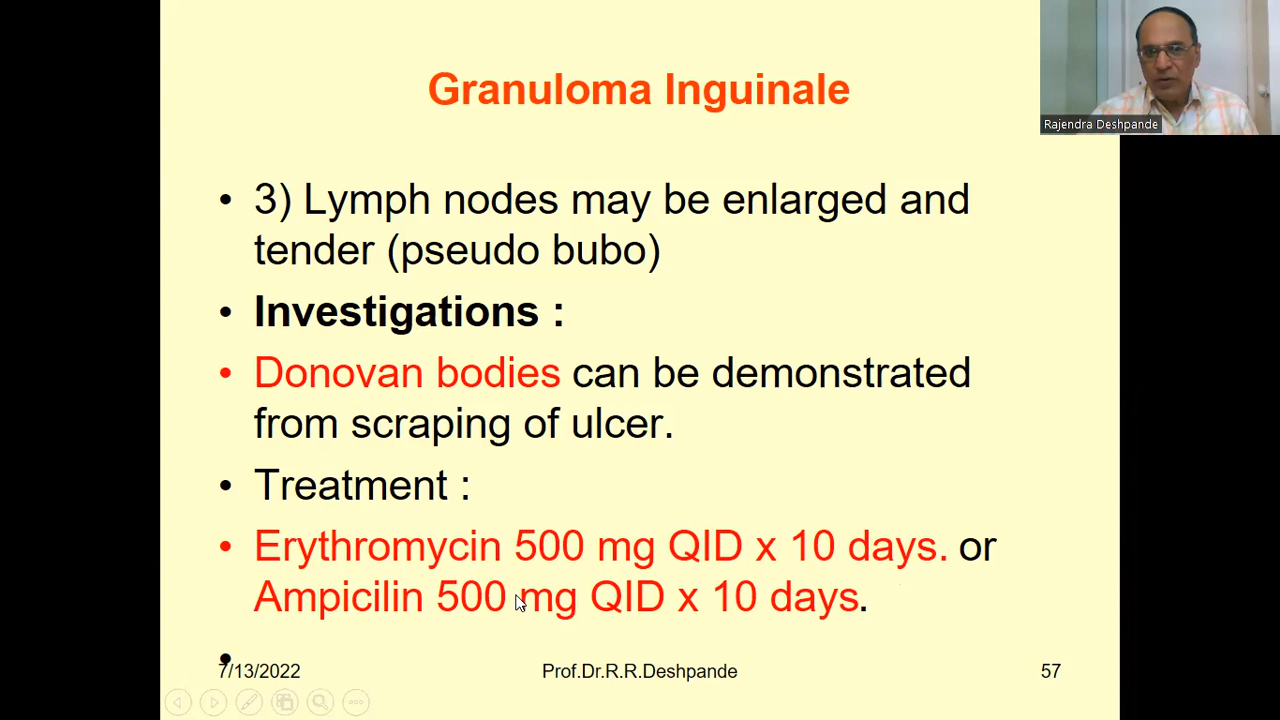 Granuloma Inguinale
Rajendra Deshpande
• 3) Lymph nodes may be enlarged and
tender (pseudo bubo)
• Investigations :
• Donovan bodies can be demonstrated
from scraping of ulcer.
• Treatment :
• Erythromycin 500 mg QID x 10 days. or
Ampicilin 500 mg QID x 10 days.
•
7/13/2022 Prof.Dr.R.R.Deshpande 57